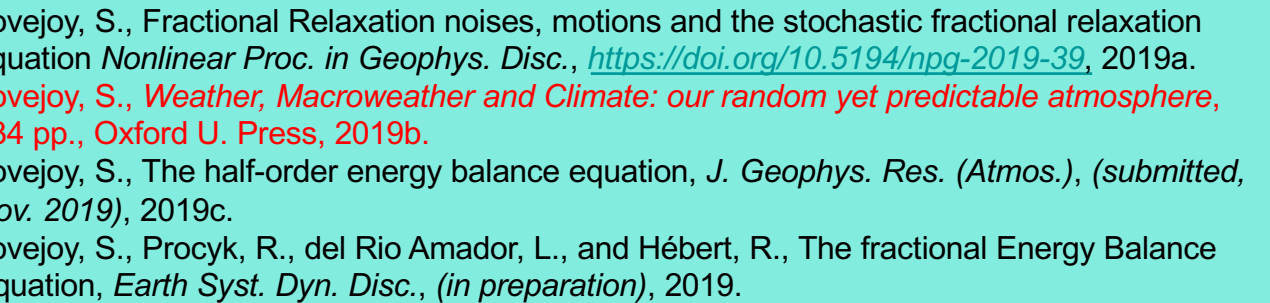 ovejoy, S., Fractional Relaxation noises, motions and the stochastic fractional relaxation
quation Nonlinear Proc. in Geophys. Disc., https://doi.org/10.5194/npg-2019-39, 2019a.
ovejoy, S., Weather, Macroweather and Climate: our random yet predictable atmosphere,
34 pp., Oxford U. Press, 2019b.
ovejoy, S., The half-order energy balance equation, J. Geophys. Res. (Atmos.), (submitted,
ov. 2019), 2019c.
ovejoy, S., Procyk, R., del Rio Amador, L., and Hébert, R., The fractional Energy Balance
quation, Earth Syst. Dyn. Disc., (in preparation), 2019.